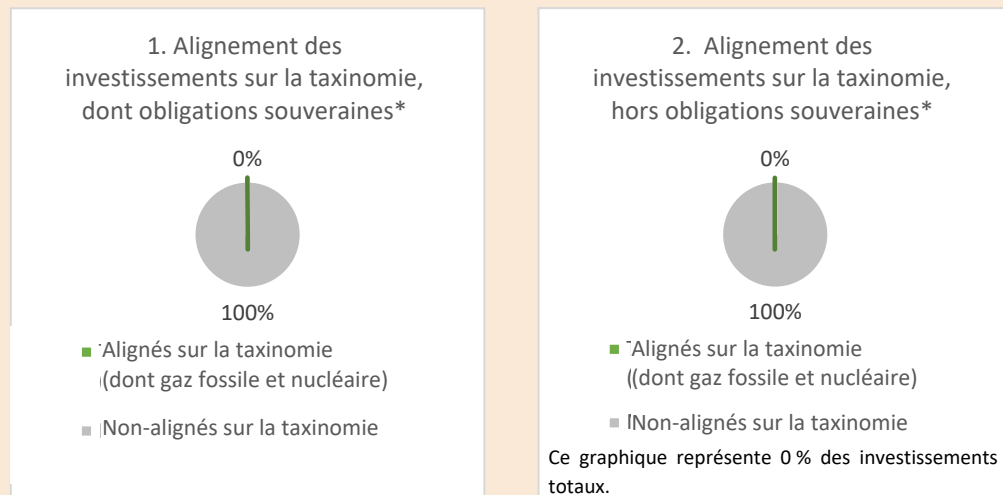 1. Alignement des
investissements sur la taxinomie,
dont obligations souveraines*
0%
100%
Alignés sur la taxinomie
(dont gaz fossile et nucléaire)
Non-alignés sur la taxinomie
2. Alignement des
investissements sur la taxinomie,
hors obligations souveraines*
0%
100%
Alignés sur la taxinomie
((dont gaz fossile et nucléaire)
Non-alignés sur la taxinomie
Ce graphique représente 0 % des investissements
totaux.